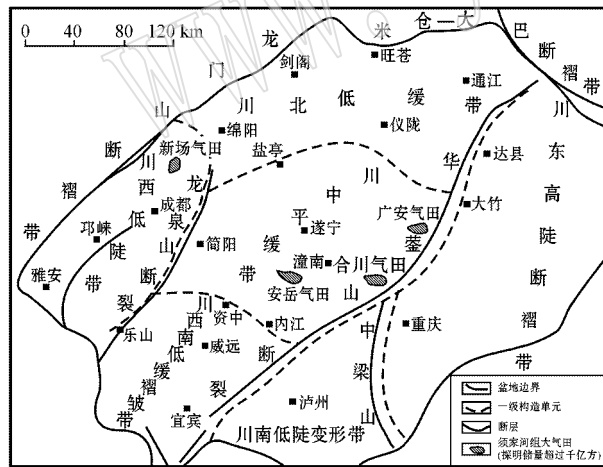 0 40 80 120 km
龙门山断褶带
米仓—大巴断褶带
旺苍
剑阁
通江
川北低缓带
绵阳
仪陇
新场气田
盐亭
达县
川西低陡带
成都
龙泉山断裂
川中平缓带
广安气田
大竹
华蓥山断裂
川东高陡断褶带
邛崃
简阳
遂宁
潼南
合川气田
安岳气田
雅安
资中
内江
重庆
乐山
川西南低缓褶皱带
威远
中梁山
宜宾
泸州
川南低陡变形带
盆地边界
一级构造单元
断层
须家河组大气田
(探明储量超过千亿方)
www.